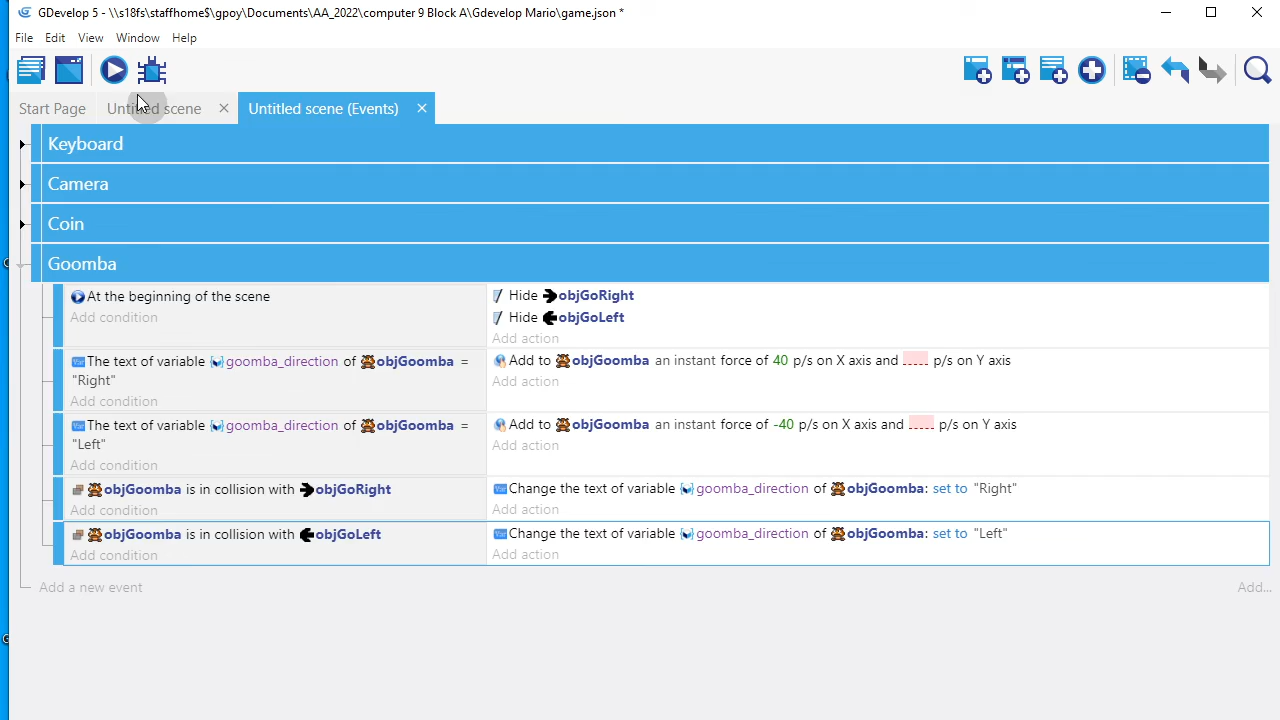 GDevelop 5 - \\s18fs\staffhome$\gpoy\Documents\AA_2022\computer 9 Block A\Gdevelop Mario\game.json *
File Edit View Window Help
Start Page Untitled scene × Untitled scene (Events) ×
Keyboard
Camera
Coin
Goomba
At the beginning of the scene
Add condition
Hide objGoRight
Hide objGoLeft
Add action
The text of variable goomba_direction of objGoomba =
"Right"
Add condition
Add to objGoomba an instant force of 40 p/s on X axis and ..... p/s on Y axis
Add action
The text of variable goomba_direction of objGoomba =
"Left"
Add condition
Add to objGoomba an instant force of -40 p/s on X axis and ..... p/s on Y axis
Add action
objGoomba is in collision with objGoRight
Add condition
Change the text of variable goomba_direction of objGoomba: set to "Right"
Add action
objGoomba is in collision with objGoLeft
Add condition
Change the text of variable goomba_direction of objGoomba: set to "Left"
Add action
Add a new event
Add...